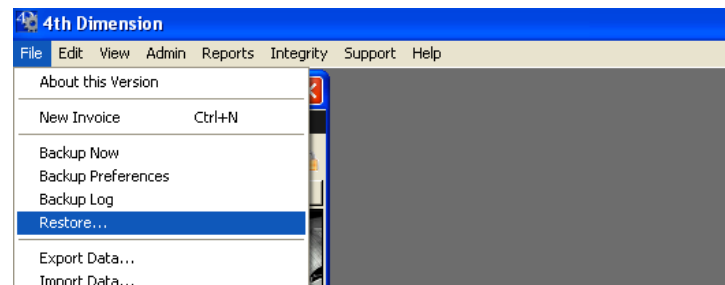 4th Dimension
File Edit View Admin Reports Integrity Support Help
About this Version
New Invoice Ctrl+N
Backup Now
Backup Preferences
Backup Log
Restore...
Export Data...
Import Data...